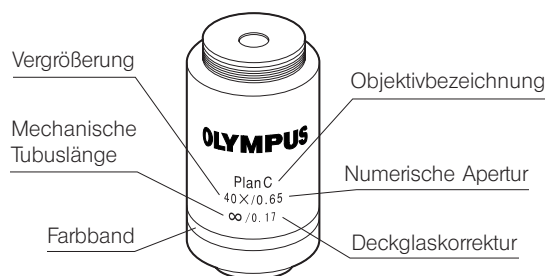 Vergrößerung
Objektivbezeichnung
Mechanische
Tubuslänge
OLYMPUS
Plan C
40×/0.65
Numerische Apertur
∞/0.17
Farbband
Deckglaskorrektur